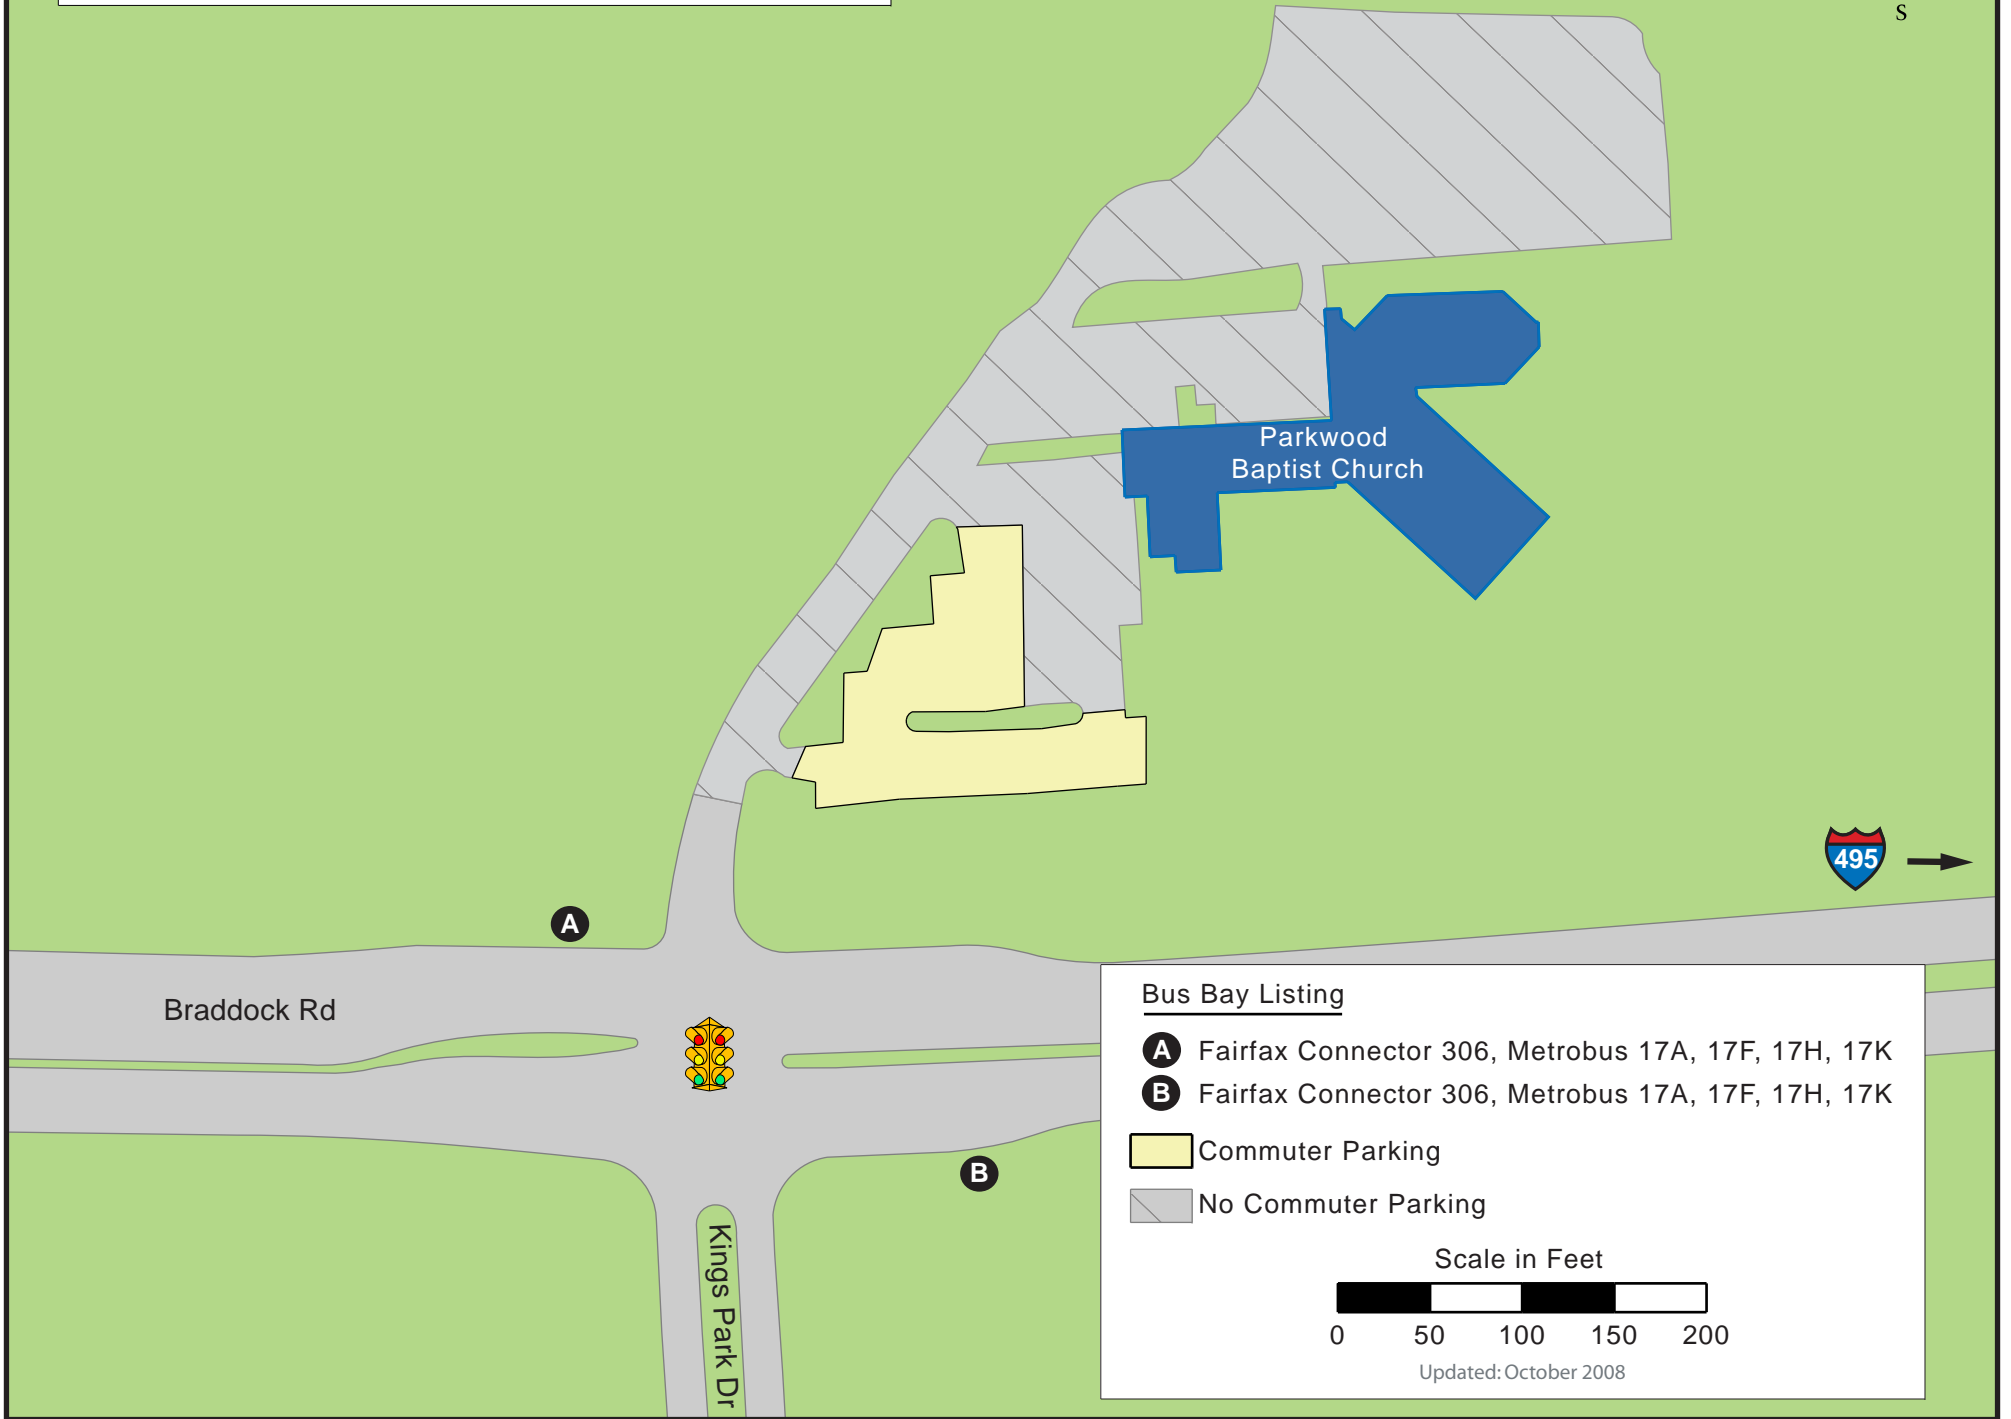 S
Parkwood
Baptist Church
495
A
Braddock Rd
B
Kings Park Dr
Bus Bay Listing
A Fairfax Connector 306, Metrobus 17A, 17F, 17H, 17K
B Fairfax Connector 306, Metrobus 17A, 17F, 17H, 17K
Commuter Parking
No Commuter Parking
Scale in Feet
0 50 100 150 200
Updated: October 2008